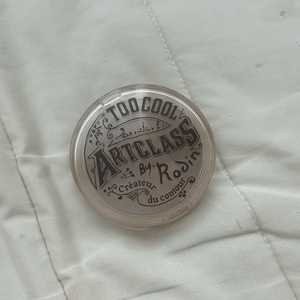 TOO COOL
ARTCLASS
By Rodin
Créateur
du contour